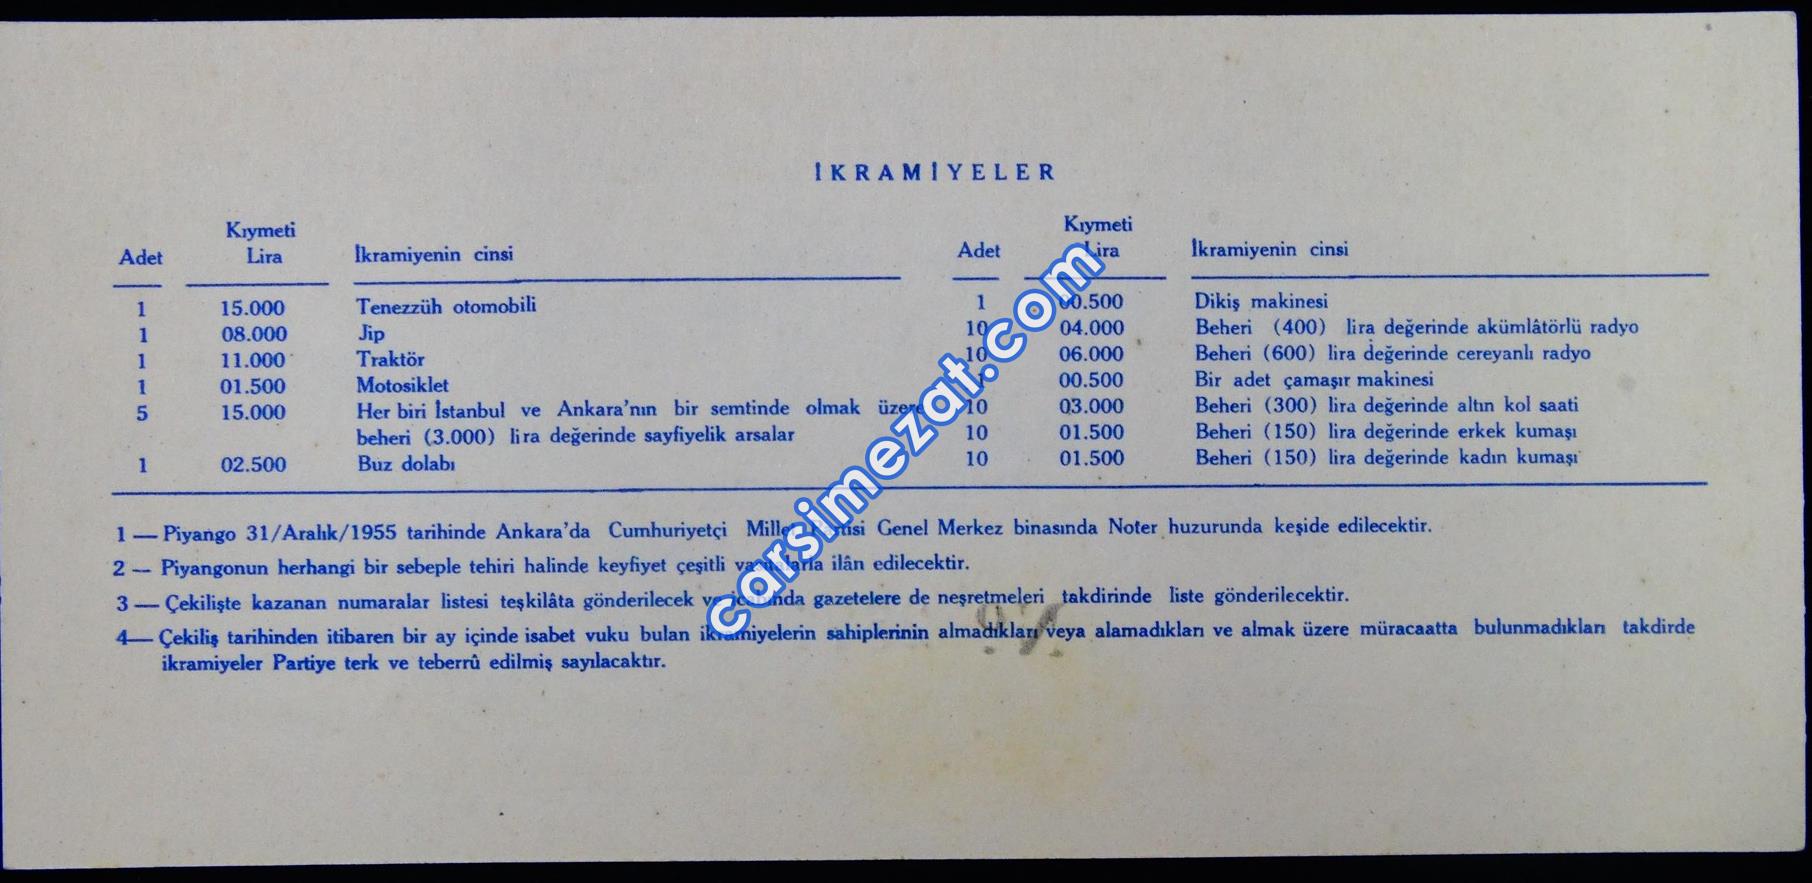 İKRAMİYELER
Kıymeti
Adet Lira İkramiyenin cinsi
1 15.000 Tenezzüh otomobili
1 08.000 Jip
1 11.000 Traktör
1 01.500 Motosiklet
5 15.000 Her biri İstanbul ve Ankara'nın bir semtinde olmak üzere
beheri (3.000) lira değerinde sayfiyelik arsalar
1 02.500 Buz dolabı
Kıymeti
Adet Lira İkramiyenin cinsi
1 00.500 Dikiş makinesi
10 04.000 Beheri (400) lira değerinde akümlâtörlü radyo
10 06.000 Beheri (600) lira değerinde cereyanlı radyo
1 00.500 Bir adet çamaşır makinesi
10 03.000 Beheri (300) lira değerinde altın kol saati
10 01.500 Beheri (150) lira değerinde erkek kumaşı
10 01.500 Beheri (150) lira değerinde kadın kumaşı
1 — Piyango 31/Aralık/1955 tarihinde Ankara'da Cumhuriyetçi Millet Partisi Genel Merkez binasında Noter huzurunda keşide edilecektir.
2 — Piyangonun herhangi bir sebeple tehiri halinde keyfiyet çeşitli vasıtalarla ilân edilecektir.
3 — Çekilişte kazanan numaralar listesi teşkilâta gönderilecek ve icabında gazetelere de neşretmeleri takdirinde liste gönderilecektir.
4— Çekiliş tarihinden itibaren bir ay içinde isabet vuku bulan ikramiyelerin sahiplerinin almadıkları veya alamadıkları ve almak üzere müracaatta bulunmadıkları takdirde
ikramiyeler Partiye terk ve teberrû edilmiş sayılacaktır.
carsimezat.com